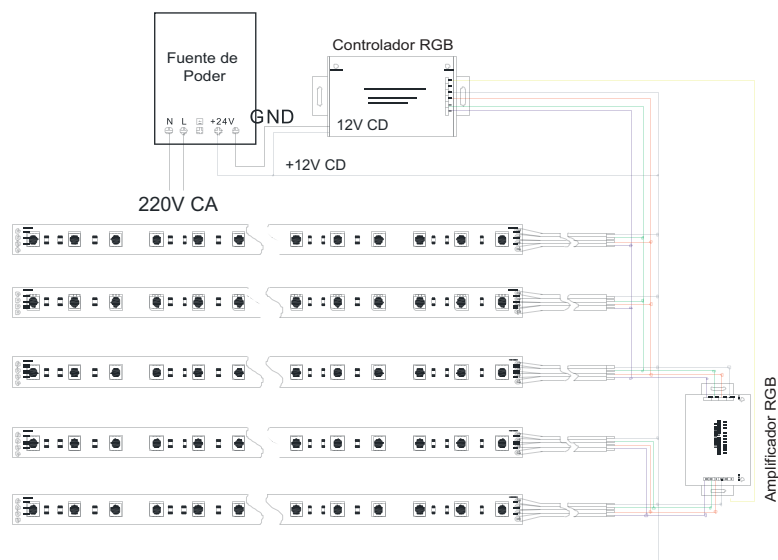 Fuente de
Poder
Controlador RGB
N L +24V
GND
12V CD
+12V CD
220V CA
Amplificador RGB